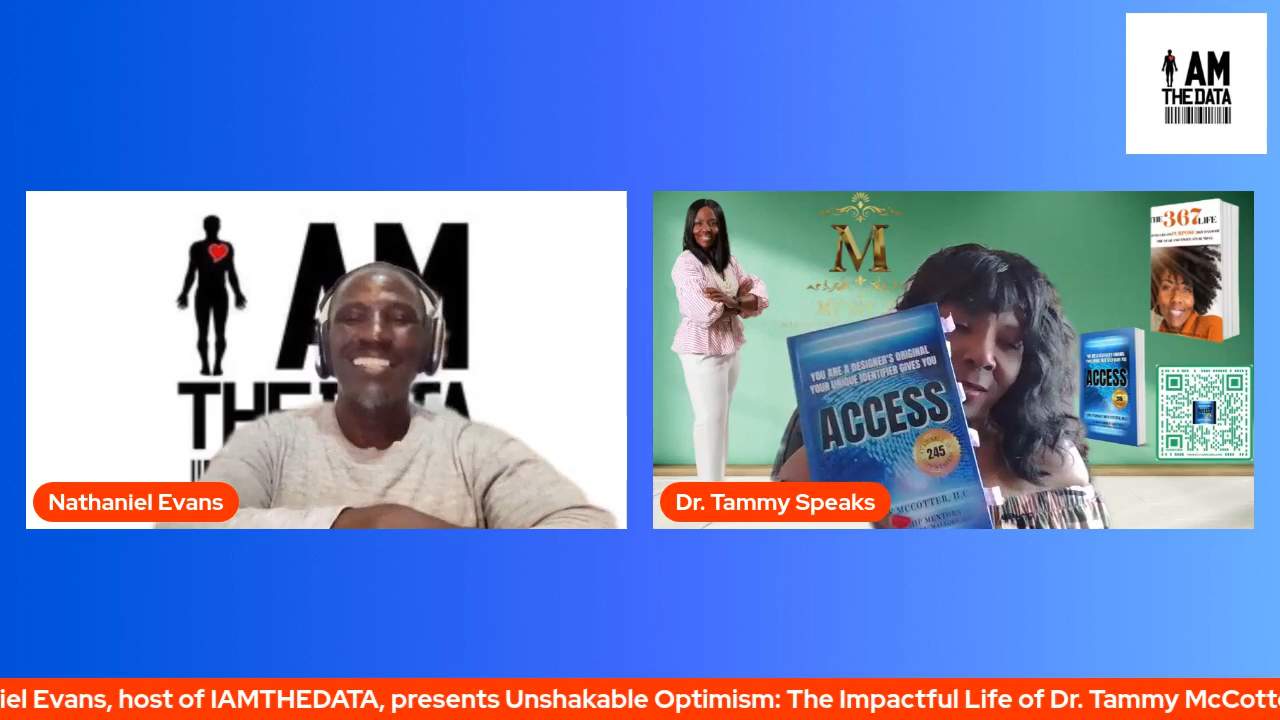 AM
THE DATA
AM
THE DATA
Nathaniel Evans
M
YOU ARE A DESIGNER'S ORIGINAL
YOUR UNIQUE IDENTIFIER GIVES YOU
ACCESS
245
MCCOTTER, H.C
Dr. Tammy Speaks
THE 367 LIFE
ACCESS
iel Evans, host of IAMTHEDATA, presents Unshakable Optimism: The Impactful Life of Dr. Tammy McCott